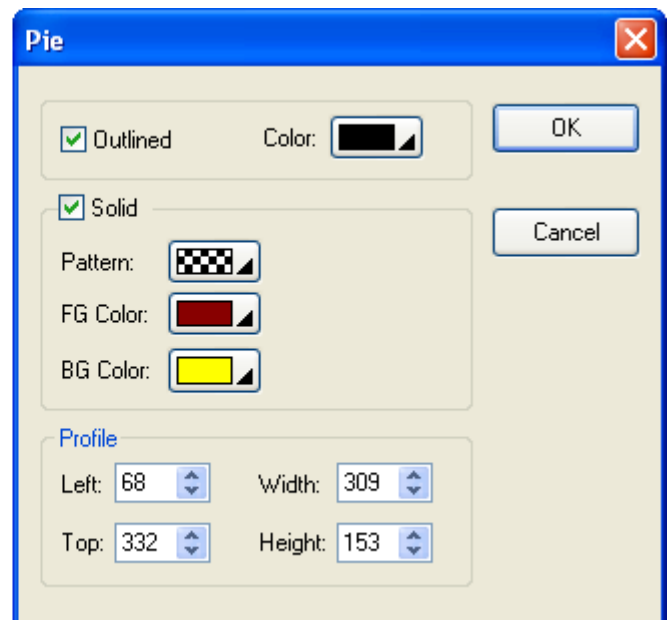 Pie
Outlined Color: OK
Solid Cancel
Pattern:
FG Color:
BG Color:
Profile
Left: 68 Width: 309
Top: 332 Height: 153